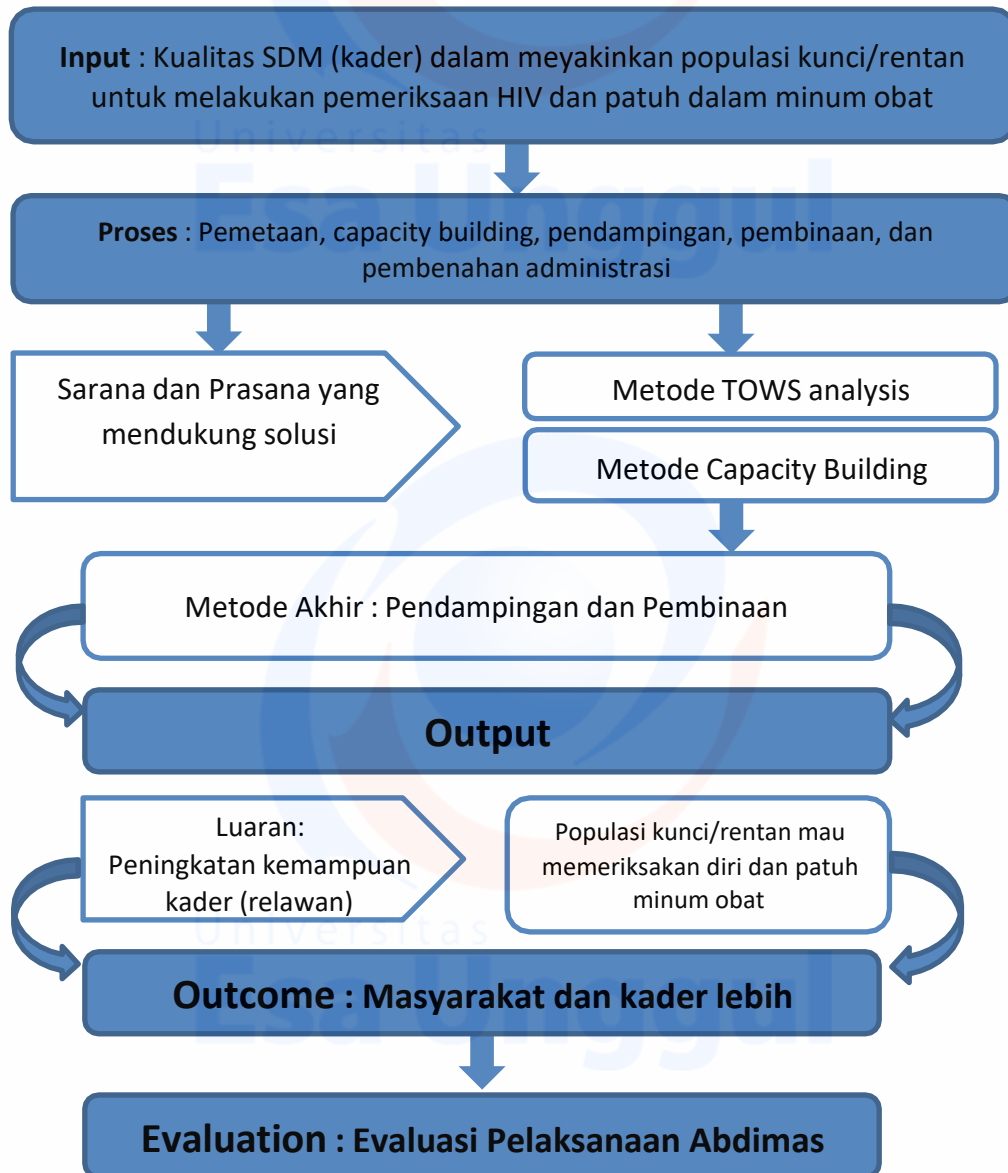 Input : Kualitas SDM (kader) dalam meyakinkan populasi kunci/rentan
untuk melakukan pemeriksaan HIV dan patuh dalam minum obat
Universitas
Esa Unggul
Proses : Pemetaan, capacity building, pendampingan, pembinaan, dan
pembenahan administrasi
Sarana dan Prasana yang
mendukung solusi
Metode TOWS analysis
Metode Capacity Building
Metode Akhir : Pendampingan dan Pembinaan
Output
Luaran:
Peningkatan kemampuan
kader (relawan)
Populasi kunci/rentan mau
memeriksakan diri dan patuh
minum obat
Universitas
Esa Unggul
Outcome : Masyarakat dan kader lebih
Evaluation : Evaluasi Pelaksanaan Abdimas